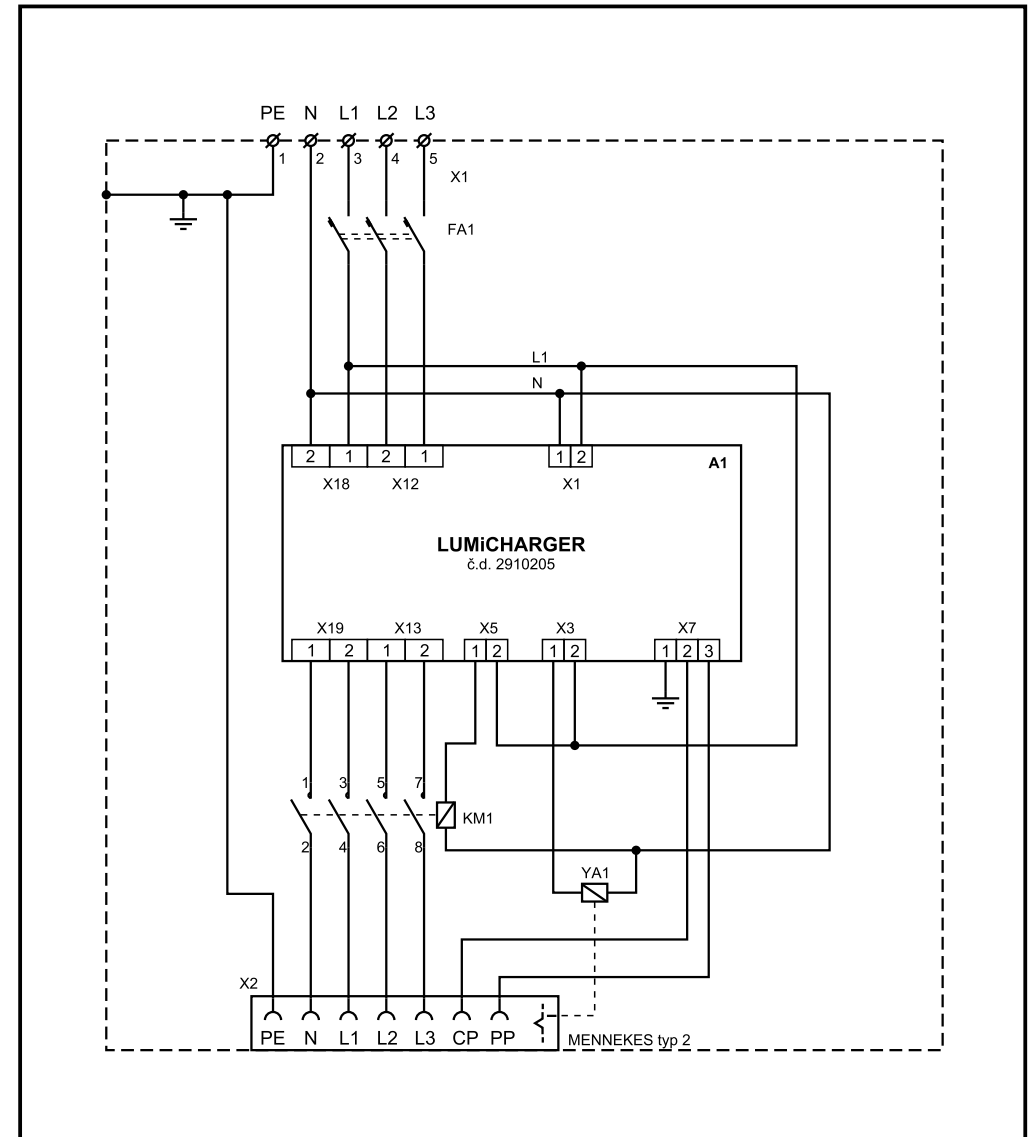 PE N L1 L2 L3
1 2 3 4 5
X1
FA1
L1
N
2 1 2 1 1 2
A1
X18 X12 X1
LUMiCHARGER
č.d. 2910205
X19 X13 X5 X3 X7
1 2 1 2 1 2 1 2 1 2 3
1 3 5 7
KM1
2 4 6 8
YA1
X2
PE N L1 L2 L3 CP PP
MENNEKES typ 2